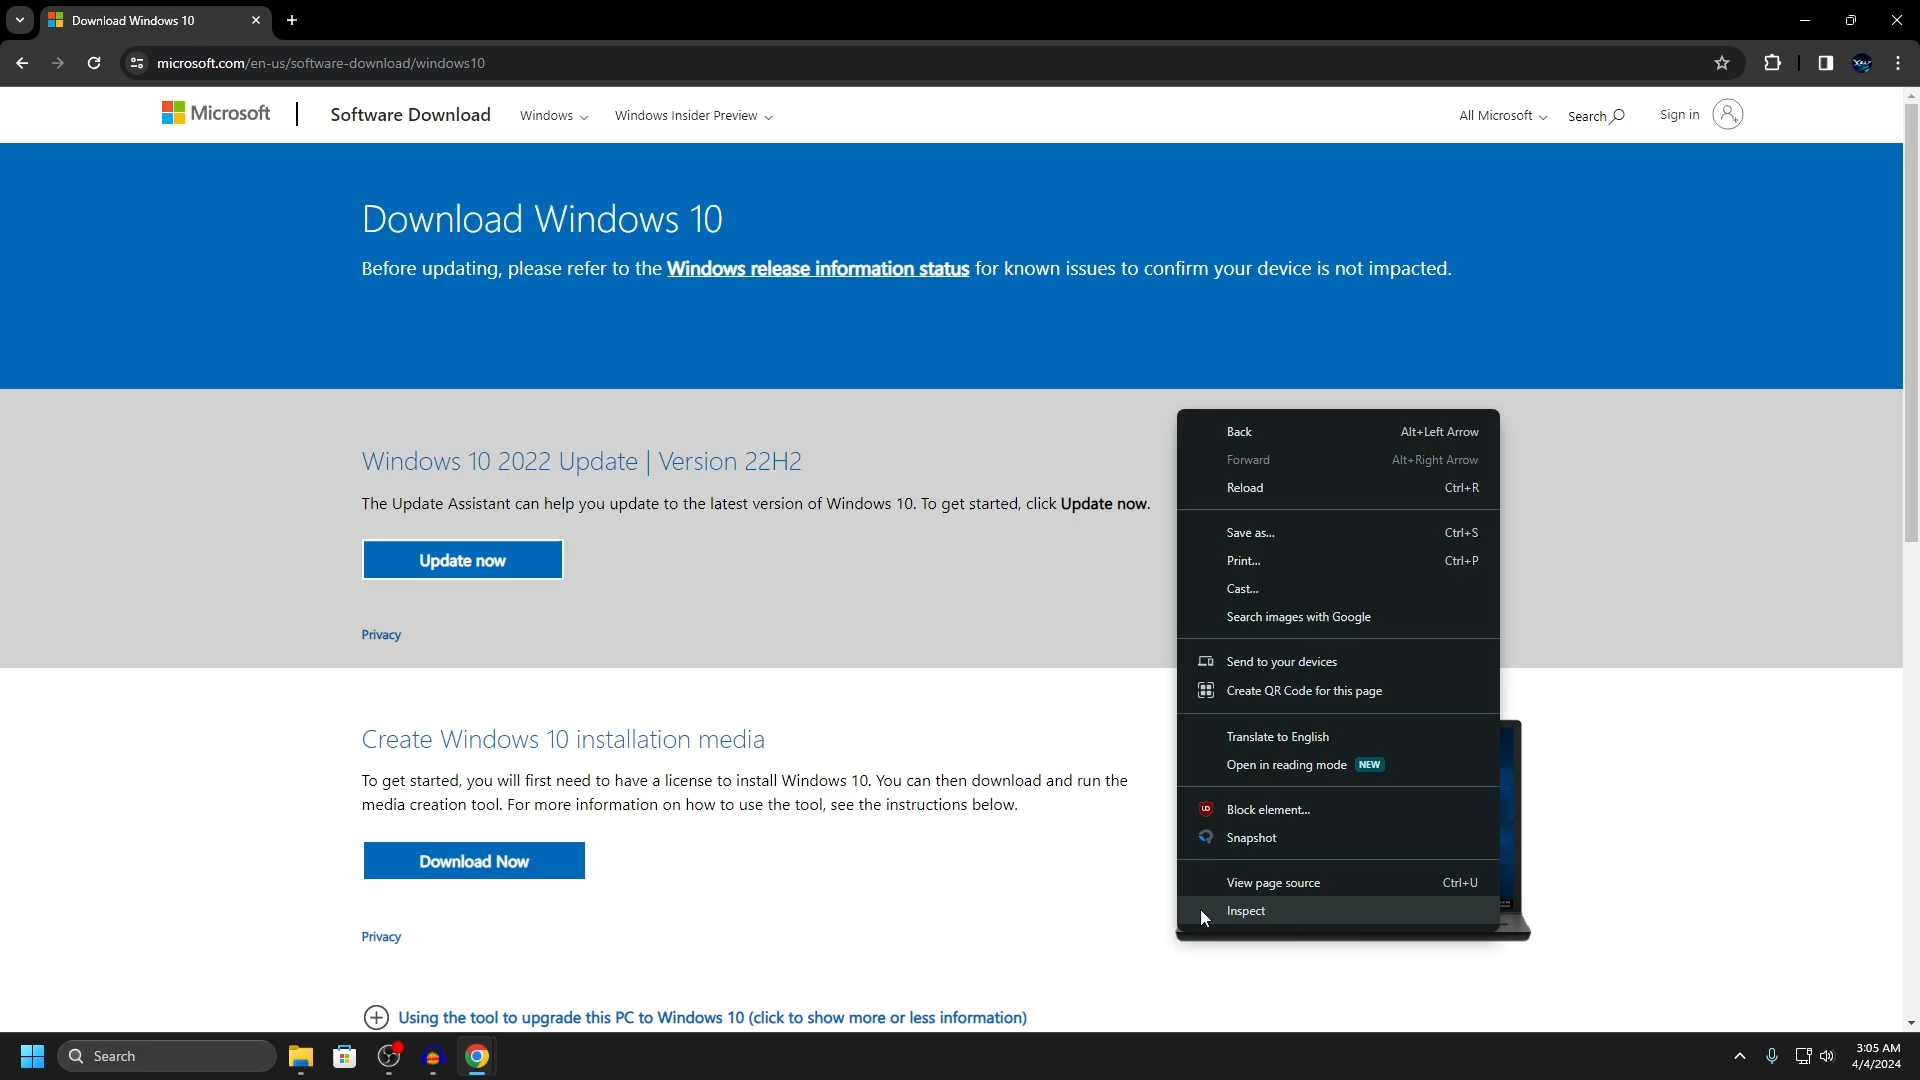 Download Windows 10
microsoft.com/en-us/software-download/windows10
Microsoft
Software Download
Windows
Windows Insider Preview
All Microsoft
Search
Sign in
Download Windows 10
Before updating, please refer to the Windows release information status for known issues to confirm your device is not impacted.
Windows 10 2022 Update | Version 22H2
The Update Assistant can help you update to the latest version of Windows 10. To get started, click Update now.
Update now
Privacy
Create Windows 10 installation media
To get started, you will first need to have a license to install Windows 10. You can then download and run the
media creation tool. For more information on how to use the tool, see the instructions below.
Download Now
Privacy
Using the tool to upgrade this PC to Windows 10 (click to show more or less information)
Back Alt+Left Arrow
Forward Alt+Right Arrow
Reload Ctrl+R
Save as... Ctrl+S
Print... Ctrl+P
Cast...
Search images with Google
Send to your devices
Create QR Code for this page
Translate to English
Open in reading mode NEW
Block element...
Snapshot
View page source Ctrl+U
Inspect
Search
3:05 AM
4/4/2024